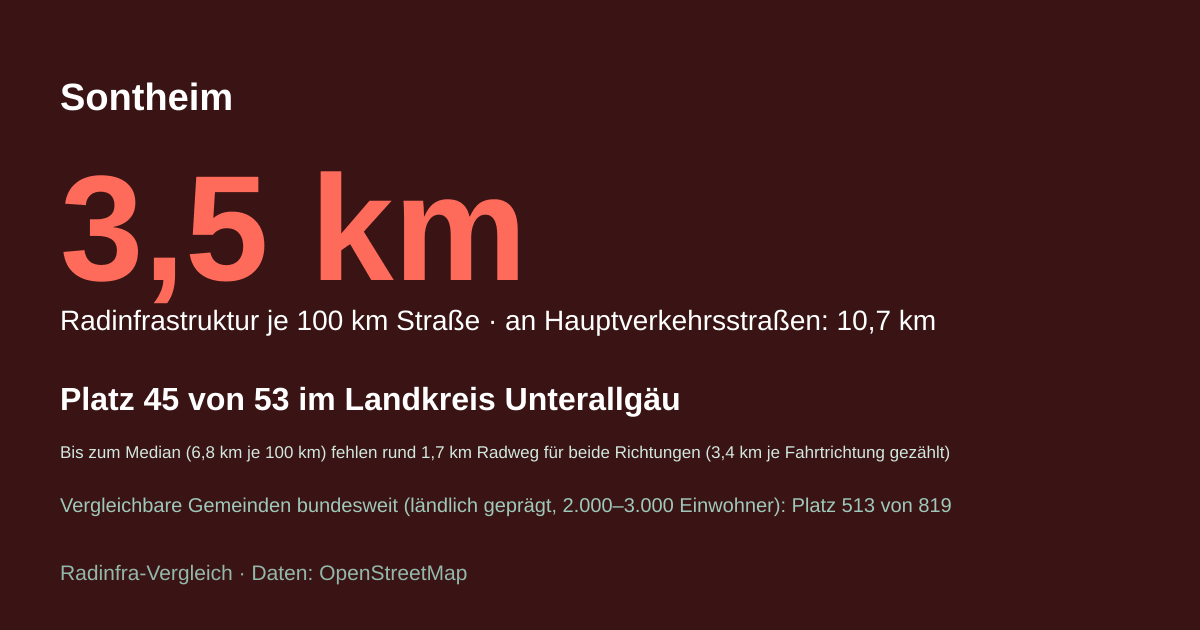 Sontheim
3,5 km
Radinfrastruktur je 100 km Straße · an Hauptverkehrsstraßen: 10,7 km
Platz 45 von 53 im Landkreis Unterallgäu
Bis zum Median (6,8 km je 100 km) fehlen rund 1,7 km Radweg für beide Richtungen (3,4 km je Fahrtrichtung gezählt)
Vergleichbare Gemeinden bundesweit (ländlich geprägt, 2.000–3.000 Einwohner): Platz 513 von 819
Radinfra-Vergleich · Daten: OpenStreetMap